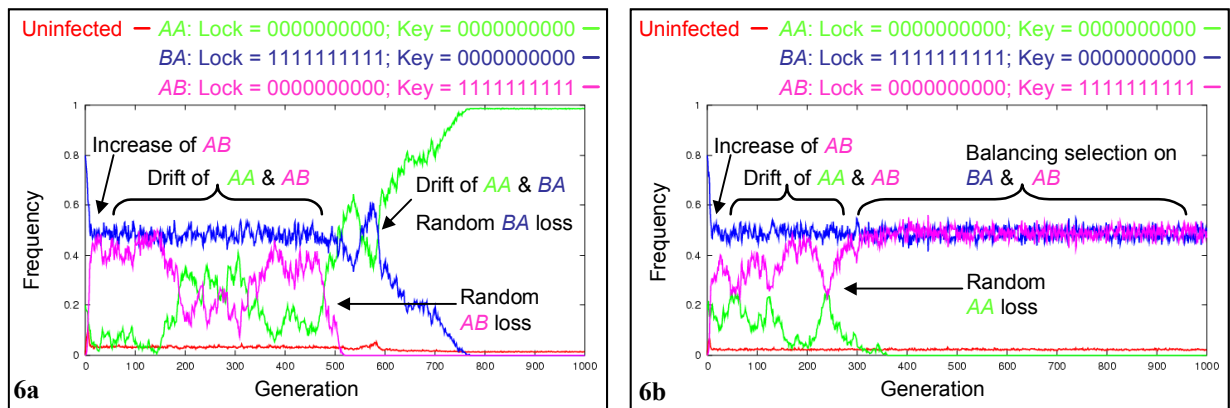 Uninfected AA: Lock = 0000000000; Key = 0000000000
BA: Lock = 1111111111; Key = 0000000000
AB: Lock = 0000000000; Key = 1111111111
1
0.8
0.6
0.4
0.2
0
Frequency
Increase of AB
Drift of AA & AB
Drift of AA & BA
Random BA loss
Random
AB loss
0 100 200 300 400 500 600 700 800 900 1000
6a
Generation
Uninfected AA: Lock = 0000000000; Key = 0000000000
BA: Lock = 1111111111; Key = 0000000000
AB: Lock = 0000000000; Key = 1111111111
1
0.8
0.6
0.4
0.2
0
Frequency
Increase of AB
Drift of AA & AB
Balancing selection on
BA & AB
Random
AA loss
0 100 200 300 400 500 600 700 800 900 1000
6b
Generation